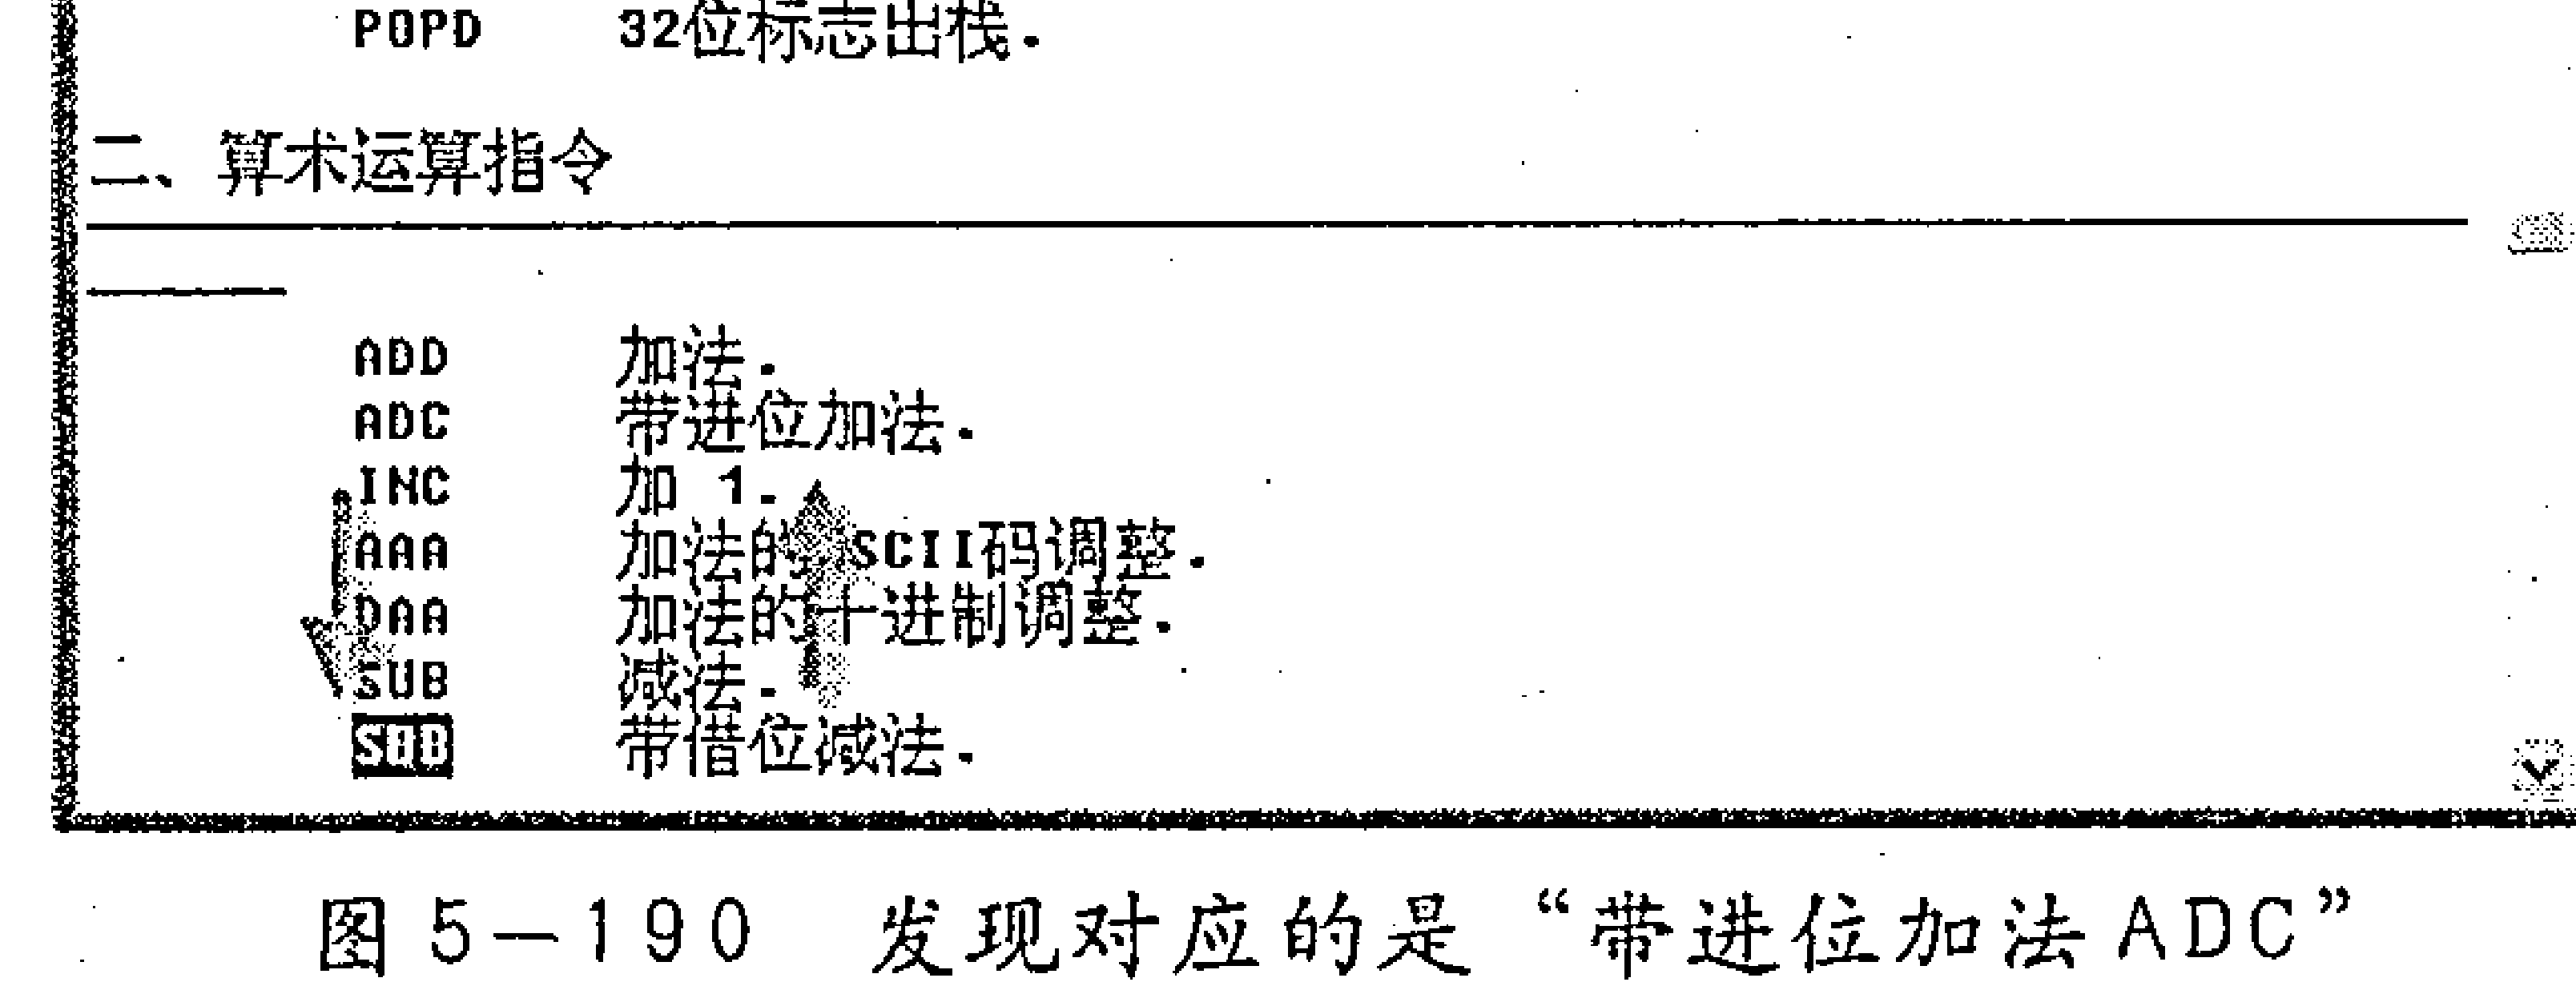 POPD 32位标志出栈.
二、算术运算指令
ADD 加法.
ADC 带进位加法.
INC 加 1.
AAA 加法的 SCII码调整.
DAA 加法的十进制调整.
SUB 减法.
SBB 带借位减法.
图 5-190 发现对应的是“带进位加法ADC”